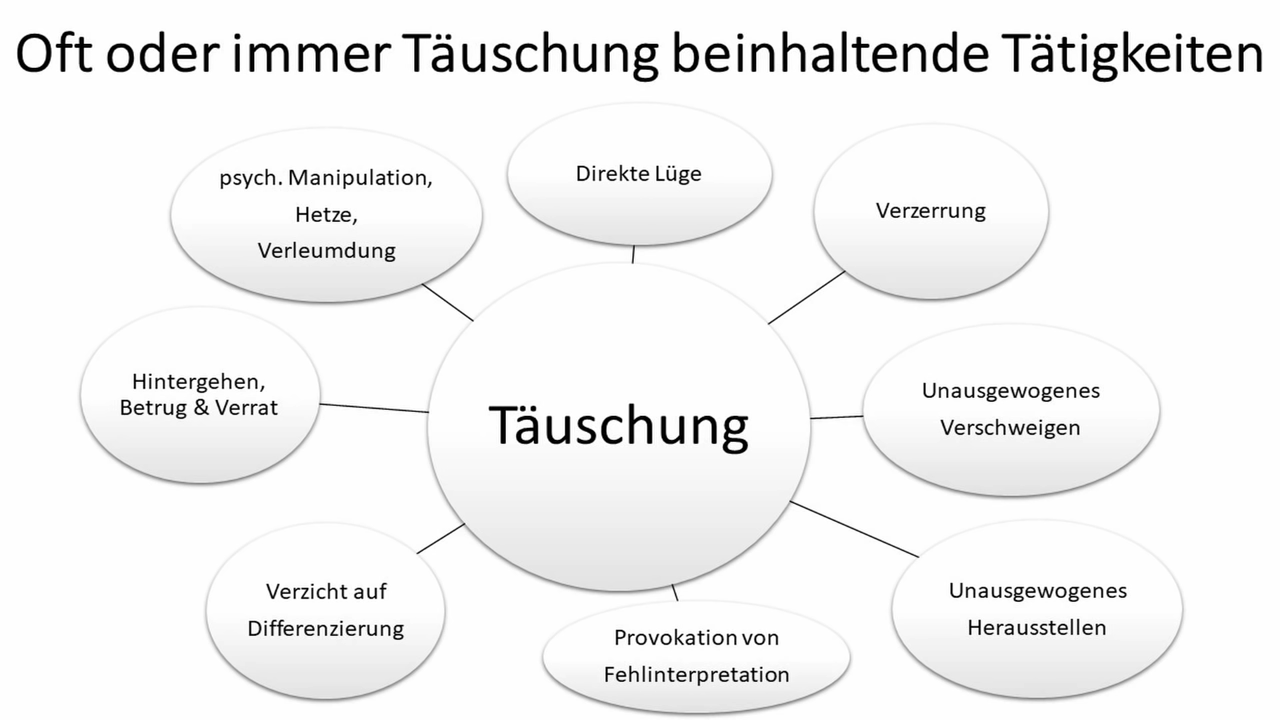 Oft oder immer Täuschung beinhaltende Tätigkeiten
psych. Manipulation,
Hetze,
Verleumdung
Direkte Lüge
Verzerrung
Hintergehen,
Betrug & Verrat
Täuschung
Unausgewogenes
Verschweigen
Verzicht auf
Differenzierung
Provokation von
Fehlinterpretation
Unausgewogenes
Herausstellen